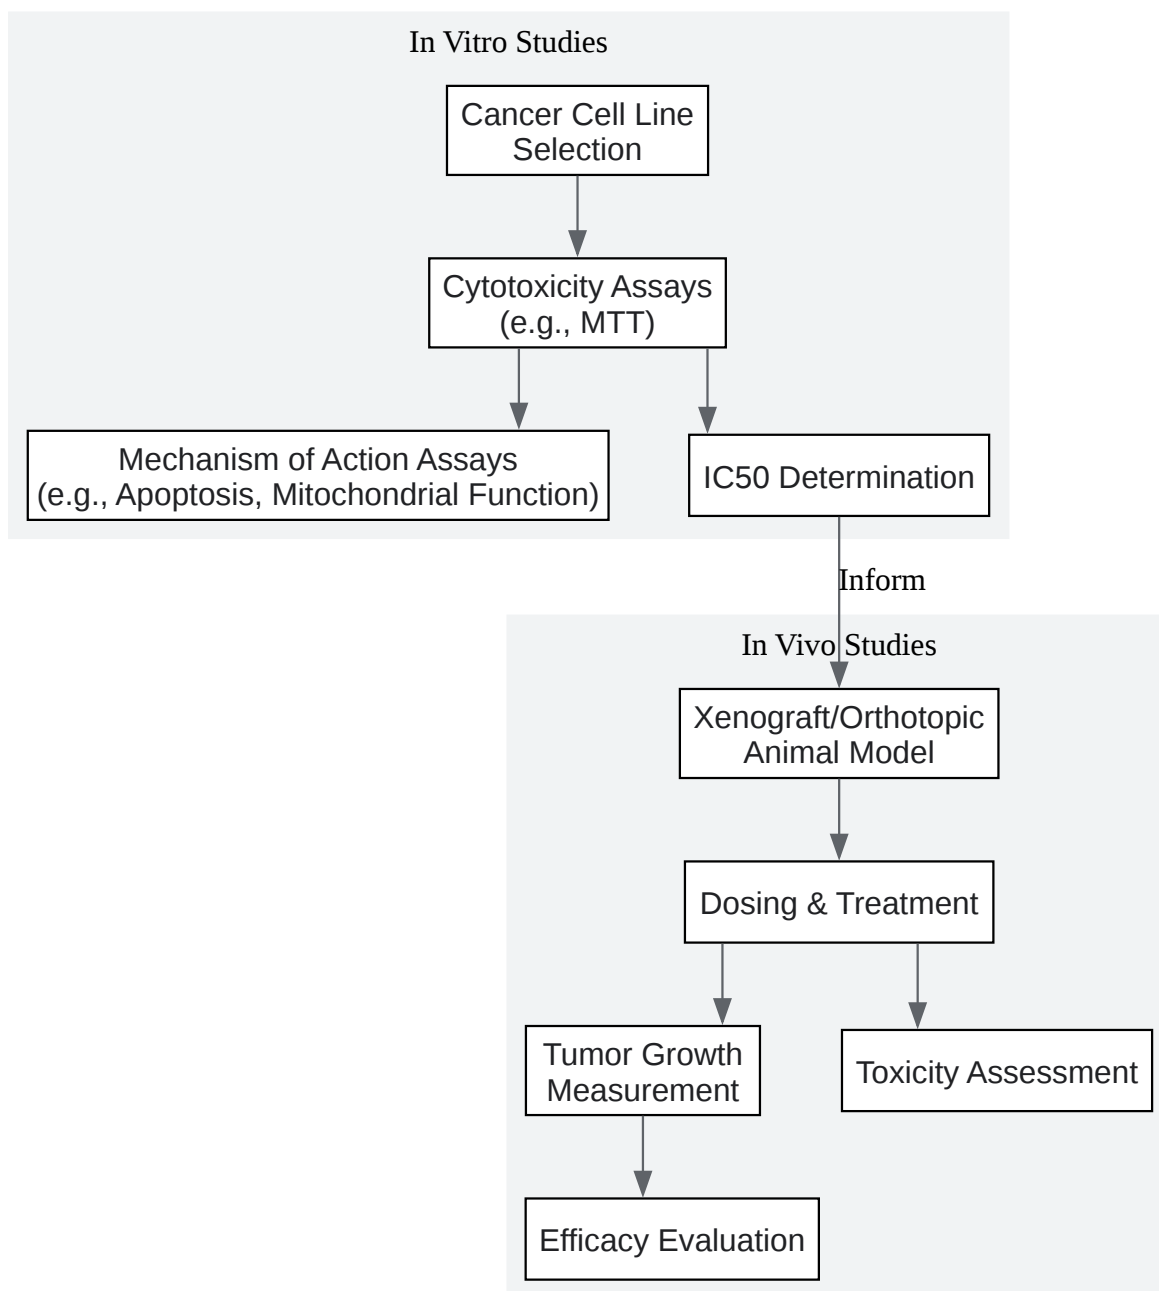 In Vitro Studies
Cancer Cell Line
Selection
Cytotoxicity Assays
(e.g., MTT)
Mechanism of Action Assays
(e.g., Apoptosis, Mitochondrial Function)
IC50 Determination
Inform
In Vivo Studies
Xenograft/Orthotopic
Animal Model
Dosing & Treatment
Tumor Growth
Measurement
Toxicity Assessment
Efficacy Evaluation